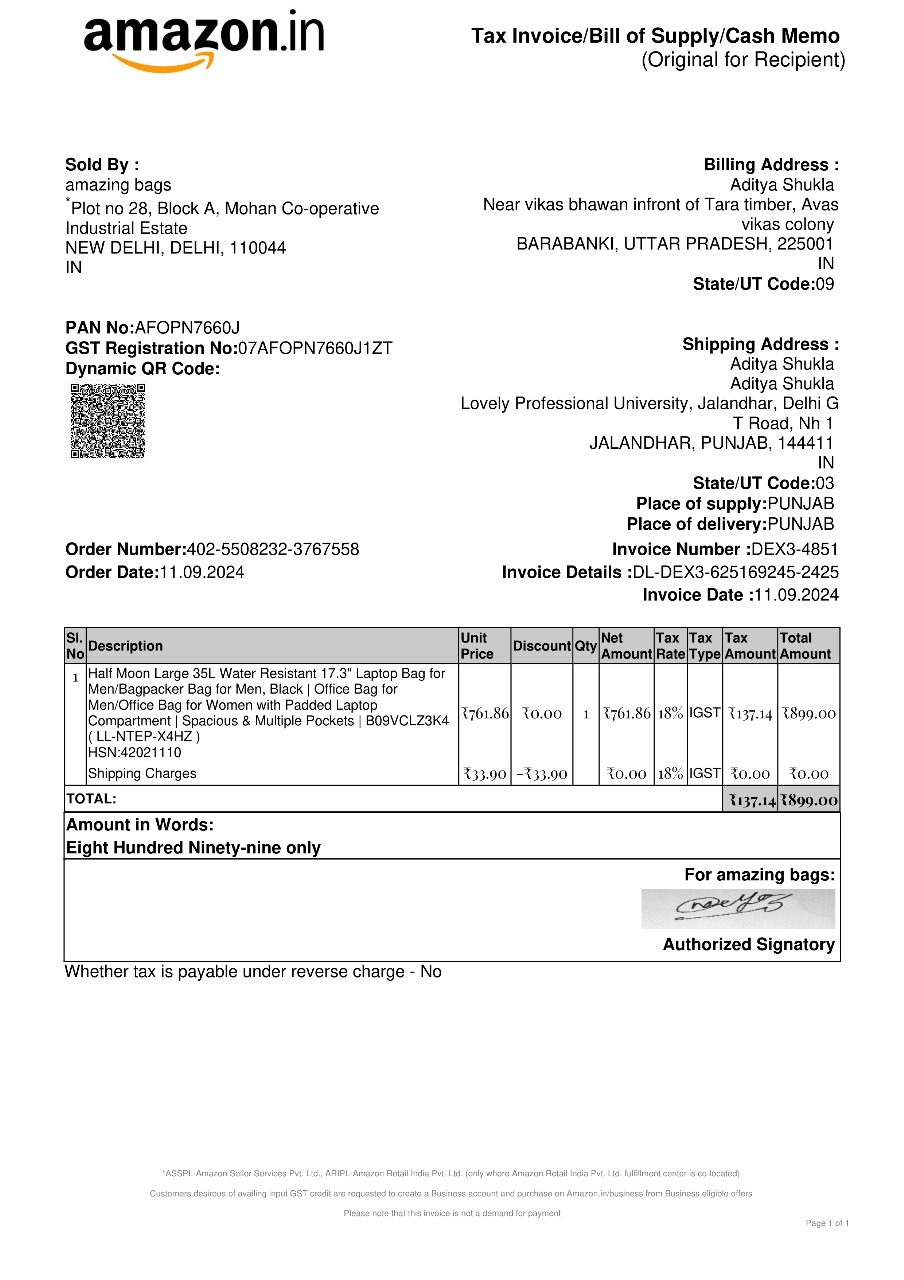 amazon.in
Tax Invoice/Bill of Supply/Cash Memo
(Original for Recipient)
Sold By :
amazing bags
*Plot no 28, Block A, Mohan Co-operative
Industrial Estate
NEW DELHI, DELHI, 110044
IN
Billing Address :
Aditya Shukla
Near vikas bhawan infront of Tara timber, Avas
vikas colony
BARABANKI, UTTAR PRADESH, 225001
IN
State/UT Code:09
PAN No:AFOPN7660J
GST Registration No:07AFOPN7660J1ZT
Dynamic QR Code:
Shipping Address :
Aditya Shukla
Aditya Shukla
Lovely Professional University, Jalandhar, Delhi G
T Road, Nh 1
JALANDHAR, PUNJAB, 144411
IN
State/UT Code:03
Place of supply:PUNJAB
Place of delivery:PUNJAB
Order Number:402-5508232-3767558
Order Date:11.09.2024
Invoice Number :DEX3-4851
Invoice Details :DL-DEX3-625169245-2425
Invoice Date :11.09.2024
Sl. No Description Unit Price Discount Qty Net Amount Tax Rate Tax Type Tax Amount Total Amount
1 Half Moon Large 35L Water Resistant 17.3" Laptop Bag for
Men/Bagpacker Bag for Men, Black | Office Bag for
Men/Office Bag for Women with Padded Laptop
Compartment | Spacious & Multiple Pockets | B09VCLZ3K4
( LL-NTEP-X4HZ )
HSN:42021110
₹761.86 ₹0.00 1 ₹761.86 18% IGST ₹137.14 ₹899.00
Shipping Charges ₹33.90 -₹33.90 ₹0.00 18% IGST ₹0.00 ₹0.00
TOTAL: ₹137.14 ₹899.00
Amount in Words:
Eight Hundred Ninety-nine only
For amazing bags:
Authorized Signatory
Whether tax is payable under reverse charge - No
*ASSPL-Amazon Seller Services Pvt. Ltd., ARIPL-Amazon Retail India Pvt. Ltd. (only where Amazon Retail India Pvt. Ltd. fulfillment center is co-located)
Customers desirous of availing input GST credit are requested to create a Business account and purchase on Amazon.in/business from Business eligible offers
Please note that this invoice is not a demand for payment
Page 1 of 1